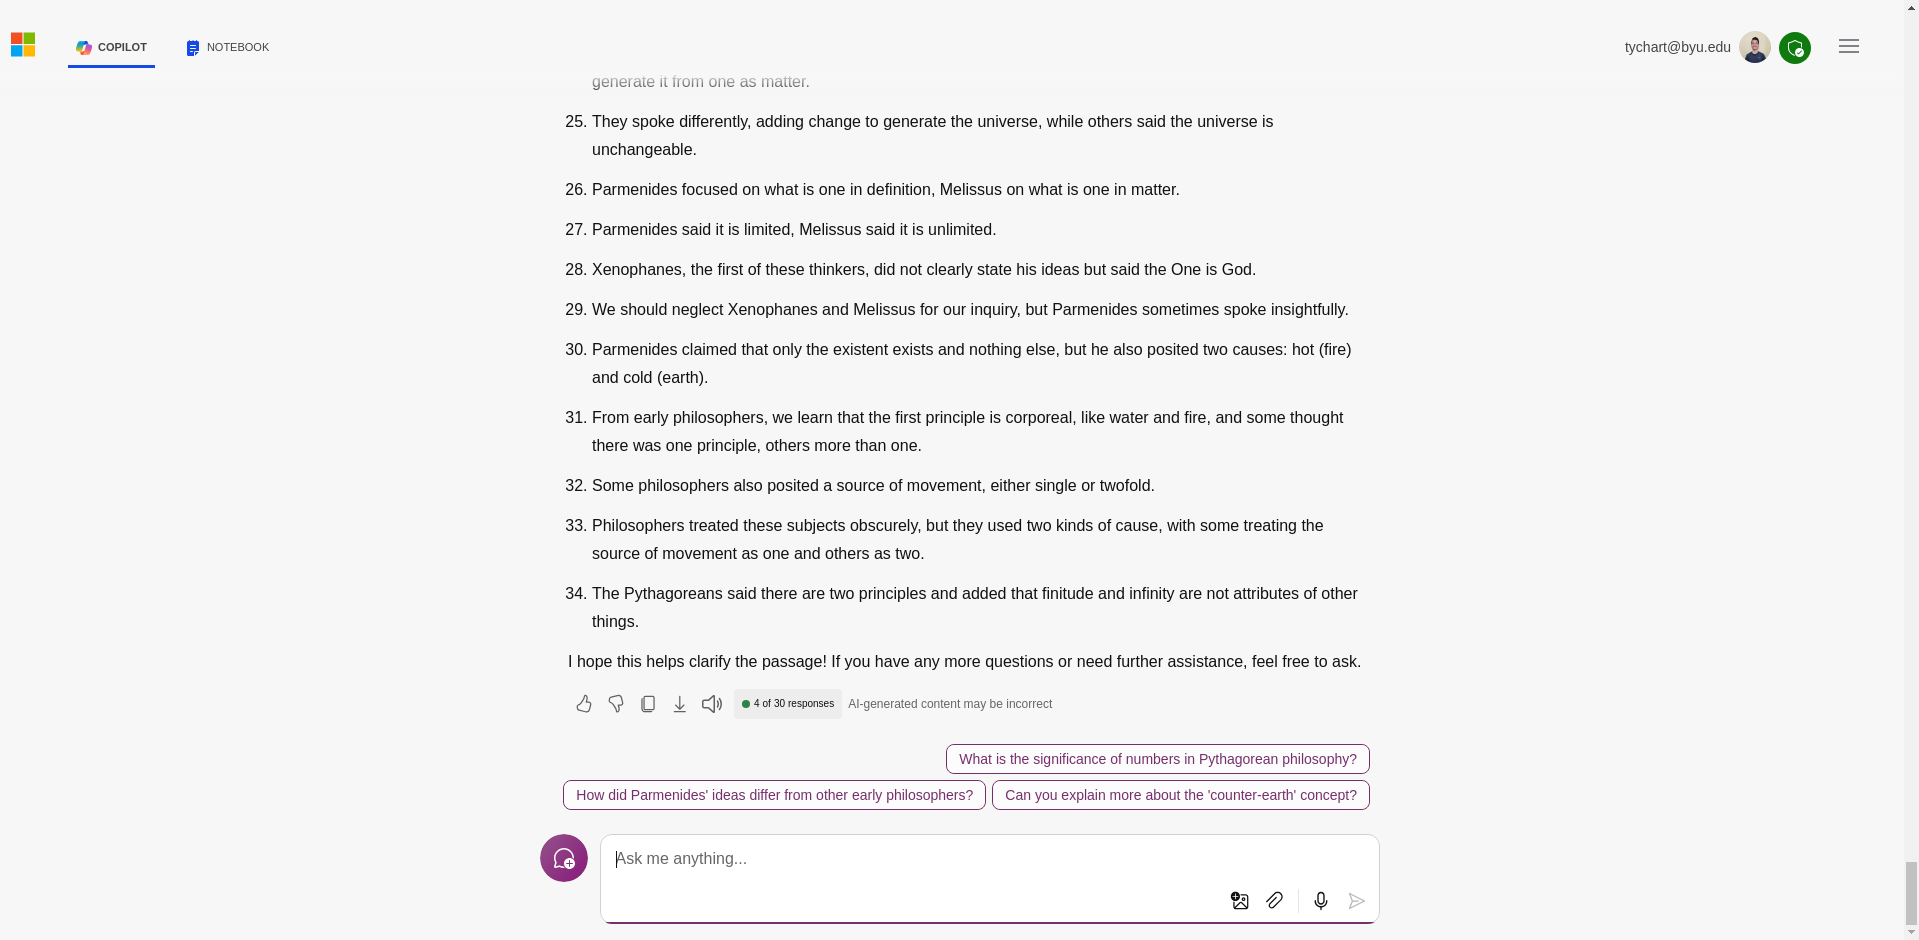 COPILOT
NOTEBOOK
tychart@byu.edu
generate it from one as matter.
25. They spoke differently, adding change to generate the universe, while others said the universe is
unchangeable.
26. Parmenides focused on what is one in definition, Melissus on what is one in matter.
27. Parmenides said it is limited, Melissus said it is unlimited.
28. Xenophanes, the first of these thinkers, did not clearly state his ideas but said the One is God.
29. We should neglect Xenophanes and Melissus for our inquiry, but Parmenides sometimes spoke insightfully.
30. Parmenides claimed that only the existent exists and nothing else, but he also posited two causes: hot (fire)
and cold (earth).
31. From early philosophers, we learn that the first principle is corporeal, like water and fire, and some thought
there was one principle, others more than one.
32. Some philosophers also posited a source of movement, either single or twofold.
33. Philosophers treated these subjects obscurely, but they used two kinds of cause, with some treating the
source of movement as one and others as two.
34. The Pythagoreans said there are two principles and added that finitude and infinity are not attributes of other
things.
I hope this helps clarify the passage! If you have any more questions or need further assistance, feel free to ask.
4 of 30 responses
AI-generated content may be incorrect
What is the significance of numbers in Pythagorean philosophy?
How did Parmenides' ideas differ from other early philosophers?
Can you explain more about the 'counter-earth' concept?
Ask me anything...